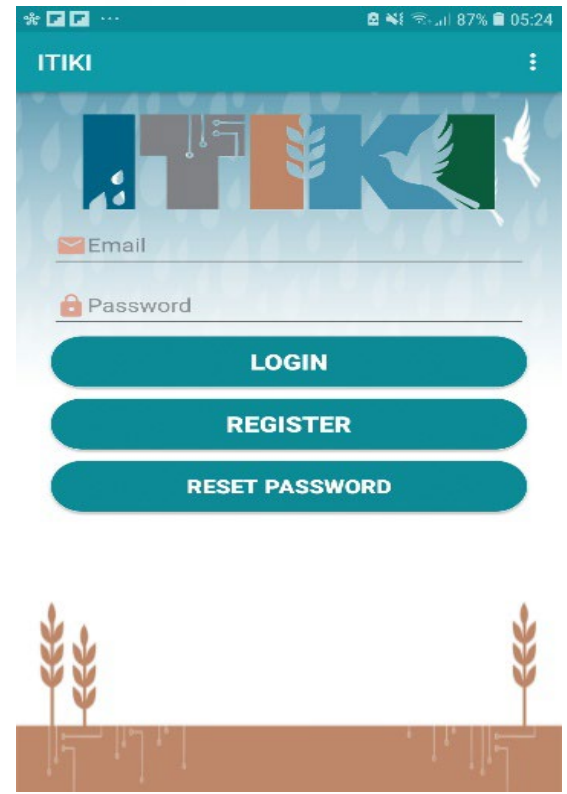 87% 05:24
ITIKI
ITIKI
Email
Password
LOGIN
REGISTER
RESET PASSWORD